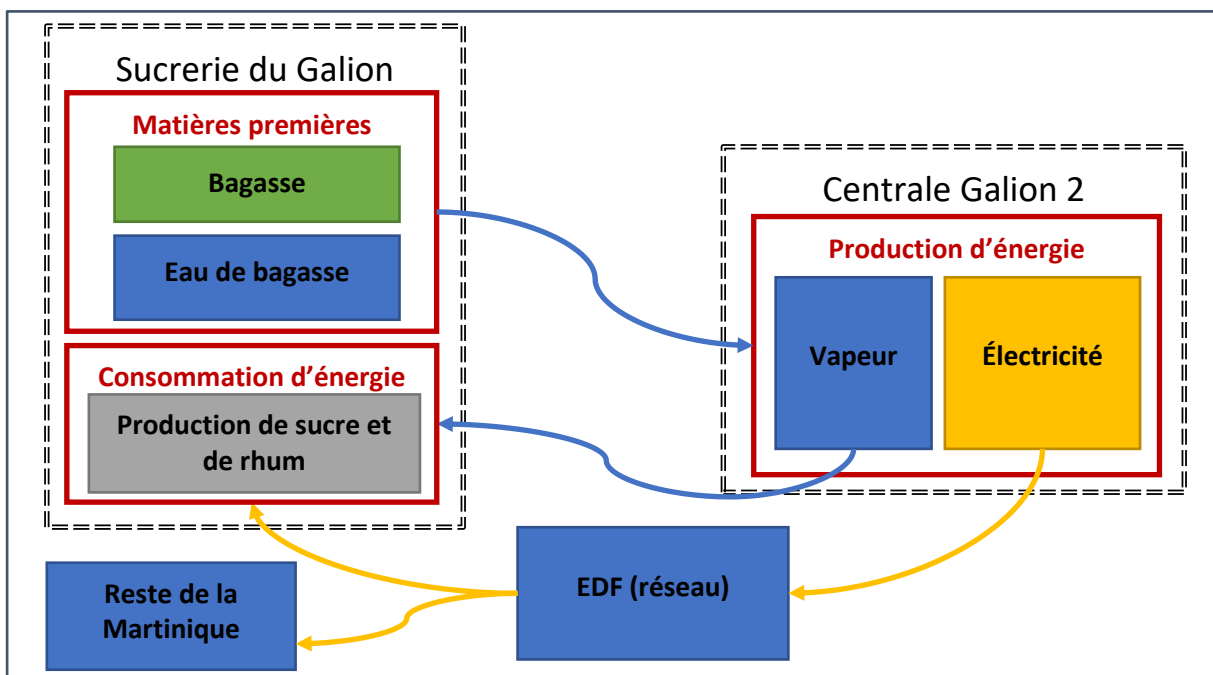 Sucrerie du Galion
Matières premières
Bagasse
Eau de bagasse
Consommation d’énergie
Production de sucre et
de rhum
Centrale Galion 2
Production d’énergie
Vapeur
Électricité
EDF (réseau)
Reste de la
Martinique